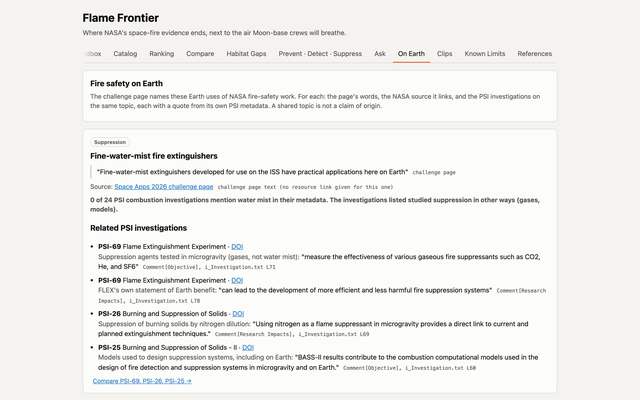 Flame Frontier
Where NASA's space-fire evidence ends, next to the air Moon-base crews will breathe.
Catalog Ranking Compare Habitat Gaps Prevent · Detect · Suppress Ask On Earth Clips Known Limits References
Fire safety on Earth
The challenge page names these Earth uses of NASA fire-safety work. For each: the page's words, the NASA source it links, and the PSI investigations on
the same topic, each with a quote from its own PSI metadata. A shared topic is not a claim of origin.
Suppression
Fine-water-mist fire extinguishers
"Fine-water-mist extinguishers developed for use on the ISS have practical applications here on Earth" challenge page
Source: Space Apps 2026 challenge page challenge page text (no resource link given for this one)
0 of 24 PSI combustion investigations mention water mist in their metadata. The investigations listed studied suppression in other ways (gases,
models).
Related PSI investigations
• PSI-69 Flame Extinguishment Experiment · DOI
Suppression agents tested in microgravity (gases, not water mist): "measure the effectiveness of various gaseous fire suppressants such as CO2,
He, and SF6" Comment[Objective], i_Investigation.txt L71
• PSI-69 Flame Extinguishment Experiment · DOI
FLEX's own statement of Earth benefit: "can lead to the development of more efficient and less harmful fire suppression systems" Comment[Research
Impacts], i_Investigation.txt L78
• PSI-26 Burning and Suppression of Solids · DOI
Suppression of burning solids by nitrogen dilution: "Using nitrogen as a flame suppressant in microgravity provides a direct link to current and
planned extinguishment techniques." Comment[Research Impacts], i_Investigation.txt L69
• PSI-25 Burning and Suppression of Solids – II · DOI
Models used to design suppression systems, including on Earth: "BASS-II results contribute to the combustion computational models used in the
design of fire detection and suppression systems in microgravity and on Earth." Comment[Objective], i_Investigation.txt L60
Compare PSI-69, PSI-26, PSI-25 →